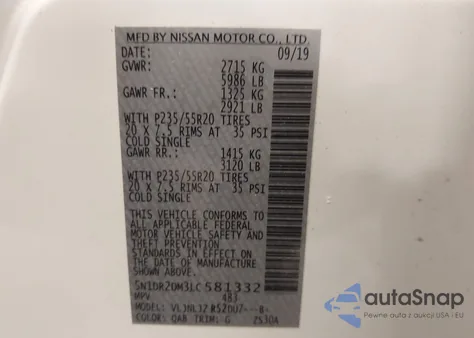 MFD BY NISSAN MOTOR CO., LTD.
DATE: 09/19
GVWR: 2715 KG
5986 LB
GAWR FR.: 1325 KG
2921 LB
WITH P235/55R20 TIRES
20 X 7.5 RIMS AT 35 PSI
COLD SINGLE
GAWR RR.: 1415 KG
3120 LB
WITH P235/55R20 TIRES
20 X 7.5 RIMS AT 35 PSI
COLD SINGLE
THIS VEHICLE CONFORMS TO
ALL APPLICABLE FEDERAL
MOTOR VEHICLE SAFETY
AND THEFT PREVENTION
STANDARDS IN EFFECT ON
THE DATE OF MANUFACTURE
SHOWN ABOVE.
5N1DR2DM3LC581332
MPV
COLOR: QAB TRIM: G
autoSnap
Pewne auto z USA i EU